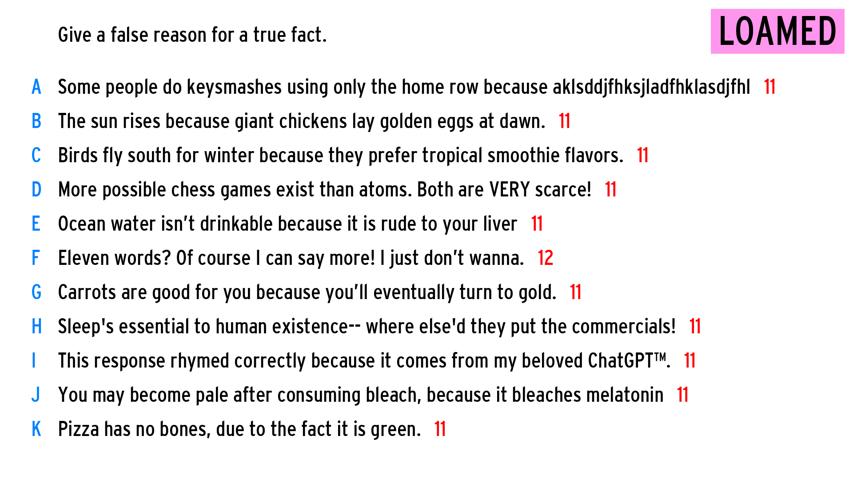 Give a false reason for a true fact.
LOAMED
A Some people do keysmashes using only the home row because aklsddjfhksjladfhklasdjfhl 11
B The sun rises because giant chickens lay golden eggs at dawn. 11
C Birds fly south for winter because they prefer tropical smoothie flavors. 11
D More possible chess games exist than atoms. Both are VERY scarce! 11
E Ocean water isn’t drinkable because it is rude to your liver 11
F Eleven words? Of course I can say more! I just don’t wanna. 12
G Carrots are good for you because you’ll eventually turn to gold. 11
H Sleep's essential to human existence-- where else'd they put the commercials! 11
I This response rhymed correctly because it comes from my beloved ChatGPT™. 11
J You may become pale after consuming bleach, because it bleaches melatonin 11
K Pizza has no bones, due to the fact it is green. 11